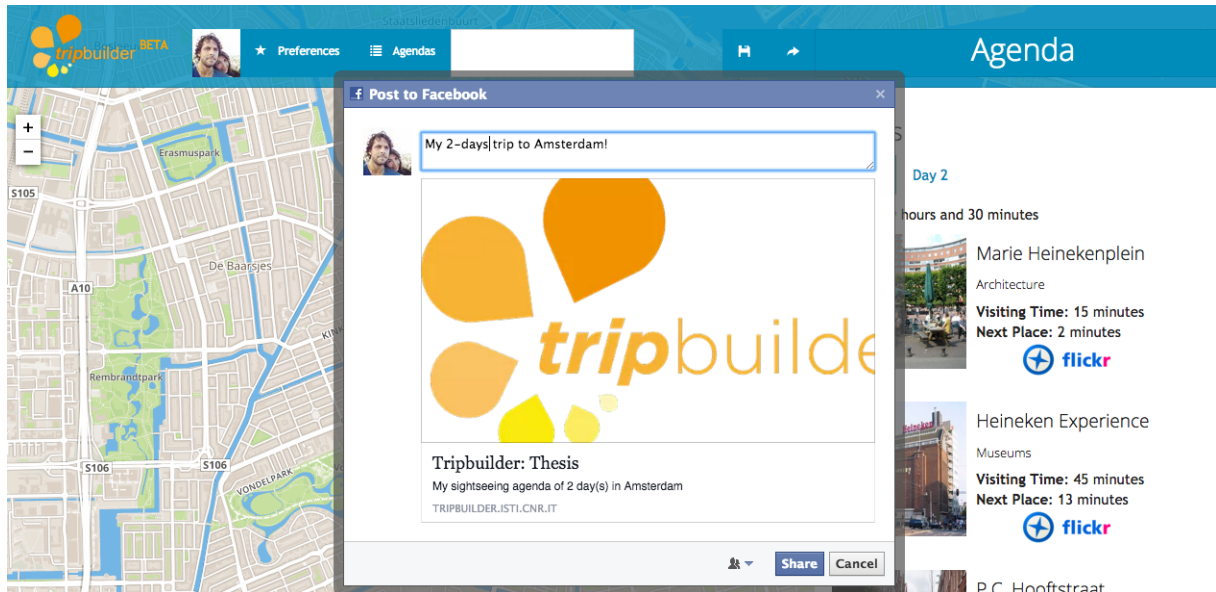 Staatsliedenbuurt
tripbuilder BETA
Preferences
Agendas
Agenda
Post to Facebook
My 2-days trip to Amsterdam!
+
−
Erasmuspark
S105
De Baarsjes
A10
Rembrandtpark
S106
S106
VONDELPARK
tripbuilde
Tripbuilder: Thesis
My sightseeing agenda of 2 day(s) in Amsterdam
TRIPBUILDER.ISTI.CNR.IT
Share
Cancel
Day 2
hours and 30 minutes
Marie Heinekenplein
Architecture
Visiting Time: 15 minutes
Next Place: 2 minutes
flickr
Heineken Experience
Museums
Visiting Time: 45 minutes
Next Place: 13 minutes
flickr
P.C. Hooftstraat